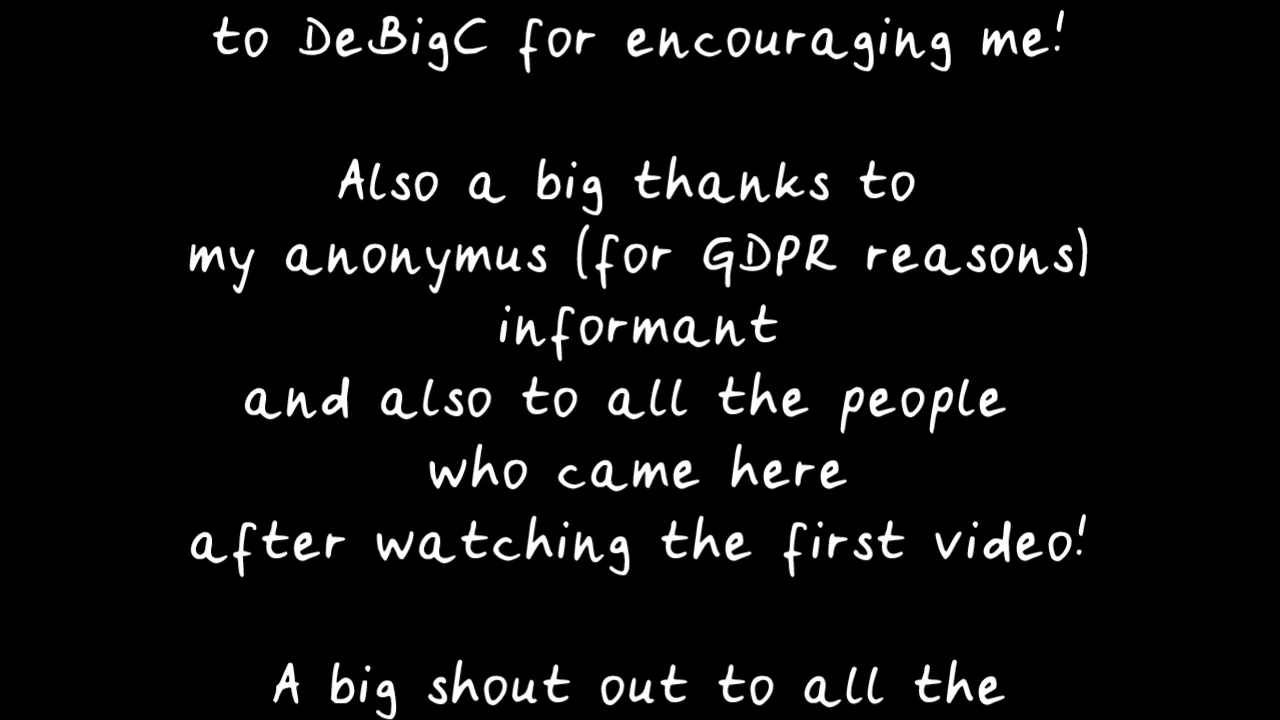 to DeBigC for encouraging me!
Also a big thanks to
my anonymus (for GDPR reasons)
informant
and also to all the people
who came here
after watching the first video!
A big shout out to all the